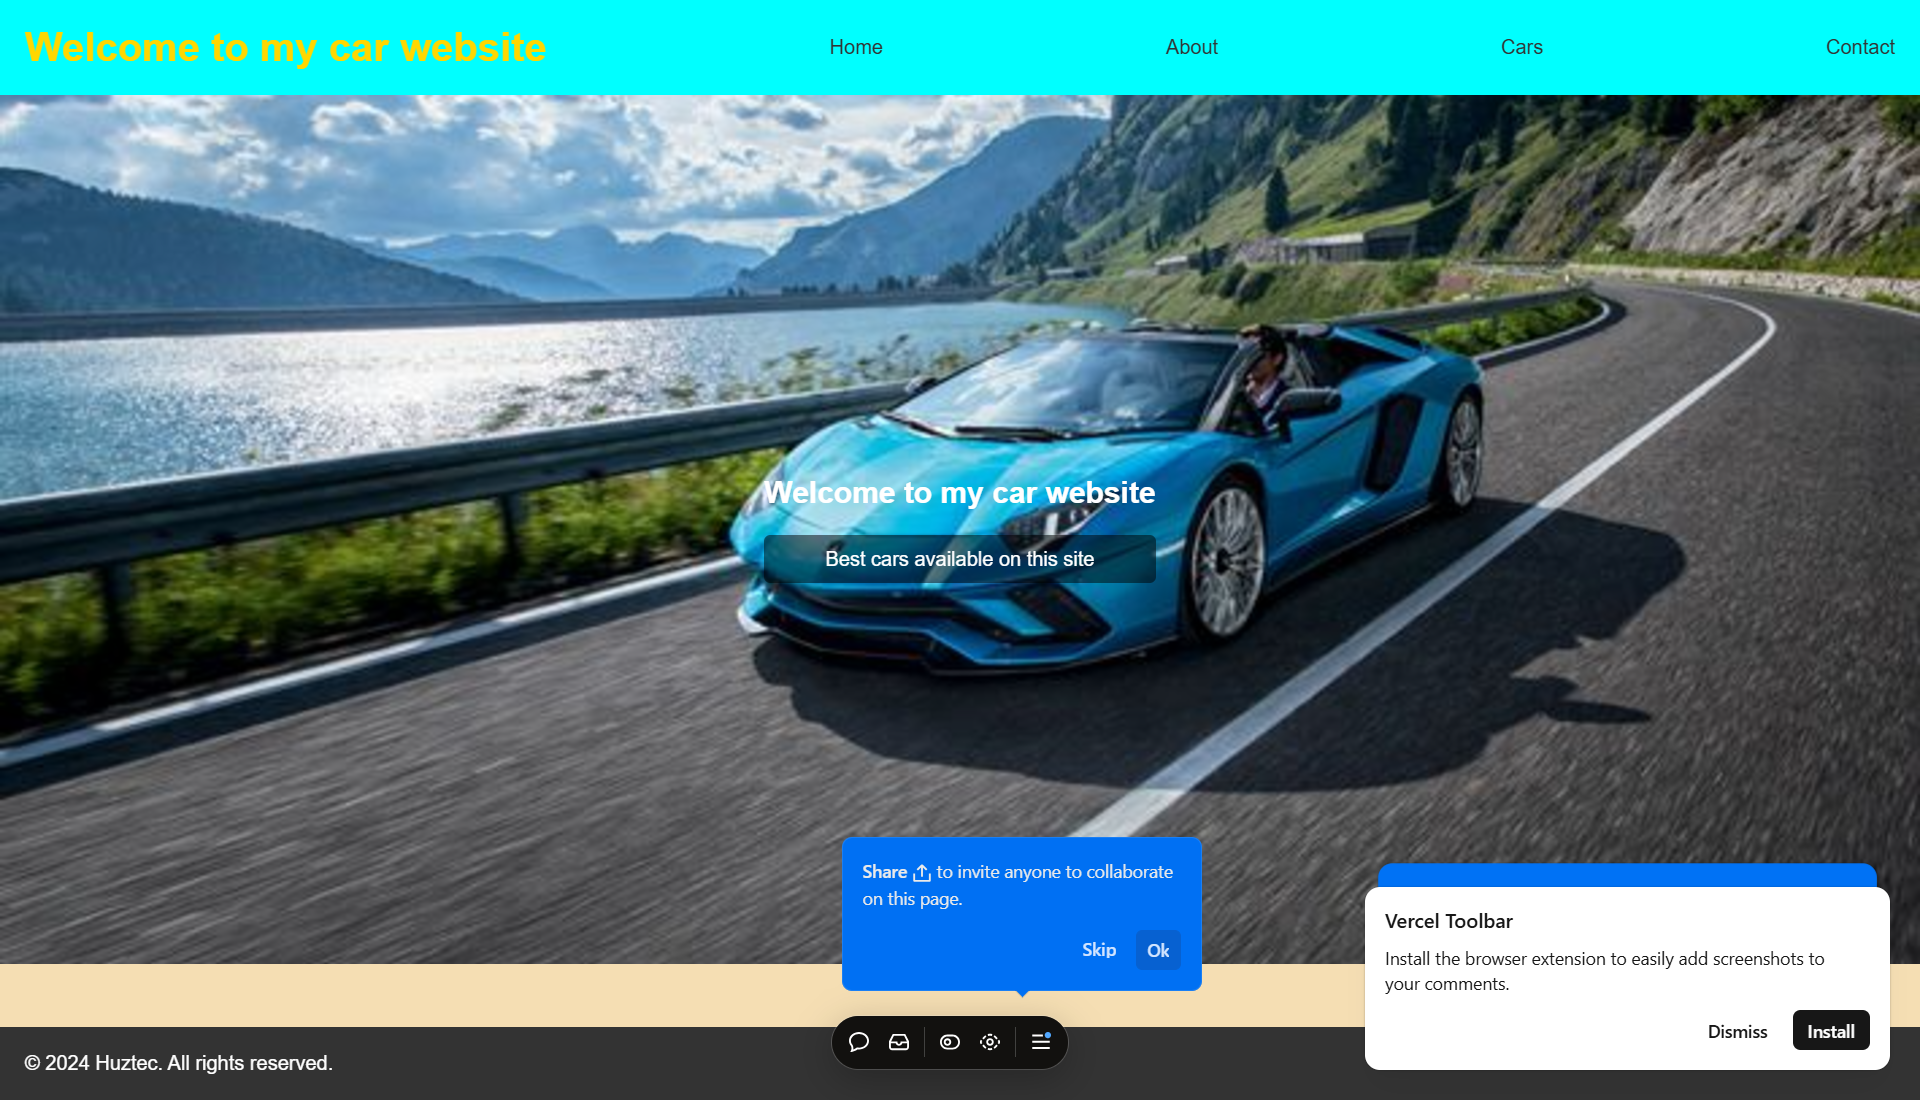 Welcome to my car website
Home
About
Cars
Contact
Welcome to my car website
Best cars available on this site
Share to invite anyone to collaborate
on this page.
Skip
Ok
Vercel Toolbar
Install the browser extension to easily add screenshots to
your comments.
Dismiss
Install
© 2024 Huztec. All rights reserved.